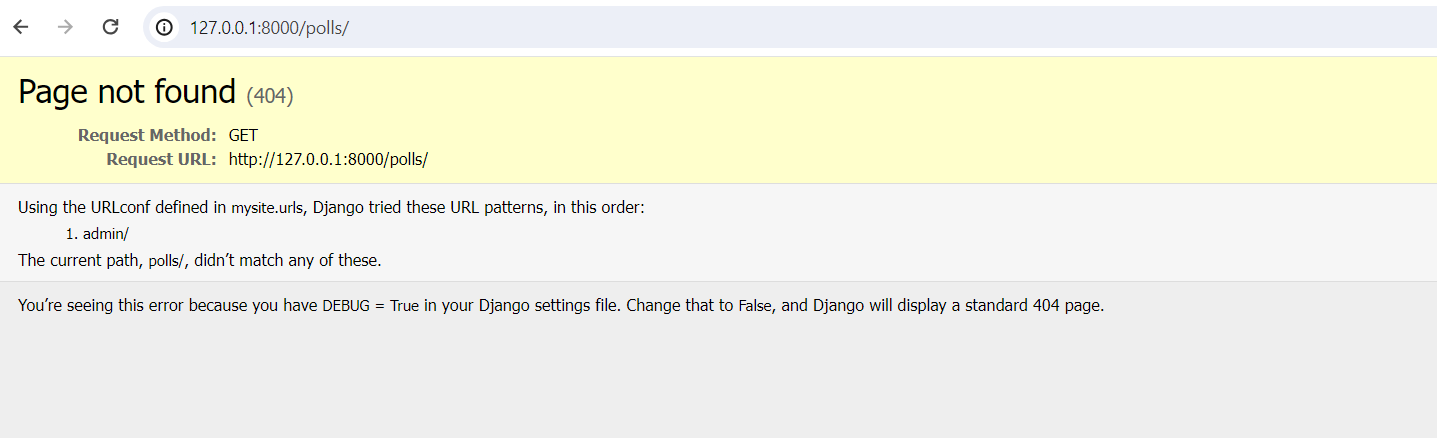 127.0.0.1:8000/polls/
Page not found (404)
Request Method: GET
Request URL: http://127.0.0.1:8000/polls/
Using the URLconf defined in mysite.urls, Django tried these URL patterns, in this order:
1. admin/
The current path, polls/, didn’t match any of these.
You’re seeing this error because you have DEBUG = True in your Django settings file. Change that to False, and Django will display a standard 404 page.